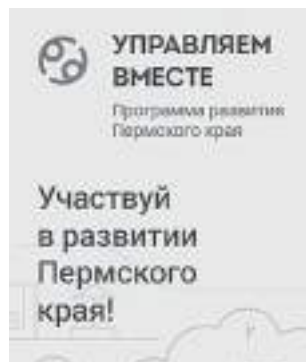 УПРАВЛЯЕМ
ВМЕСТЕ
Программа развития
Пермского края
Участвуй
в развитии
Пермского
края!